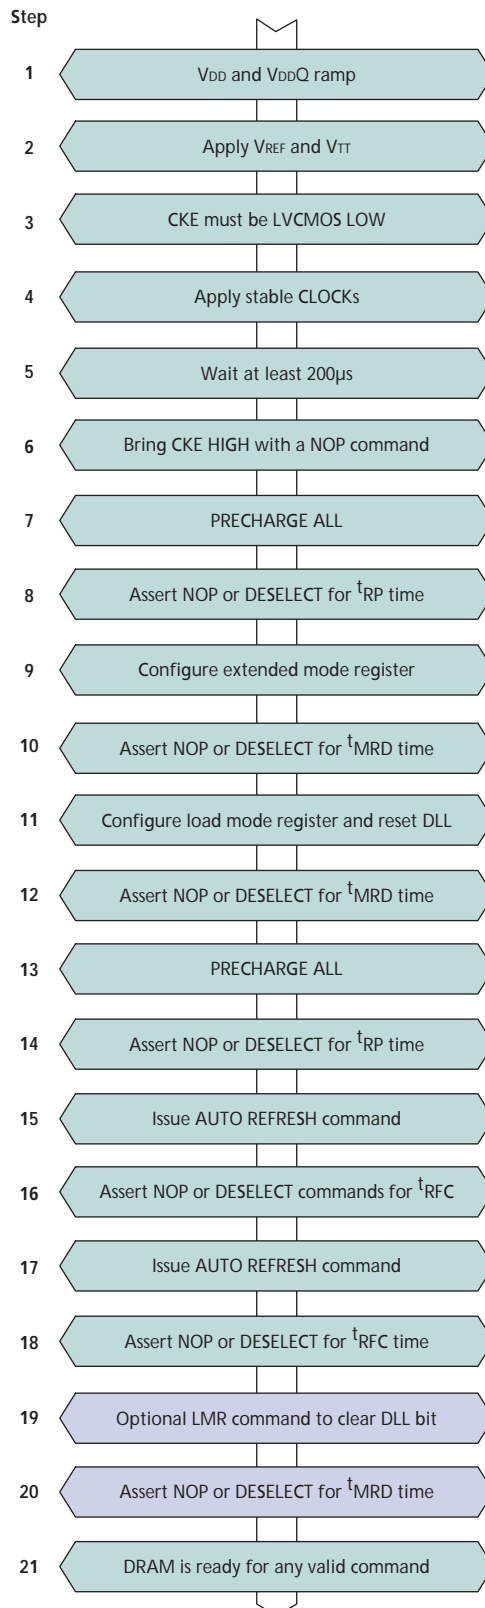 Step
1 VDD and VDDQ ramp
2 Apply VREF and VTT
3 CKE must be LVCMOS LOW
4 Apply stable CLOCKs
5 Wait at least 200µs
6 Bring CKE HIGH with a NOP command
7 PRECHARGE ALL
8 Assert NOP or DESELECT for tRP time
9 Configure extended mode register
10 Assert NOP or DESELECT for tMRD time
11 Configure load mode register and reset DLL
12 Assert NOP or DESELECT for tMRD time
13 PRECHARGE ALL
14 Assert NOP or DESELECT for tRP time
15 Issue AUTO REFRESH command
16 Assert NOP or DESELECT commands for tRFC
17 Issue AUTO REFRESH command
18 Assert NOP or DESELECT for tRFC time
19 Optional LMR command to clear DLL bit
20 Assert NOP or DESELECT for tMRD time
21 DRAM is ready for any valid command